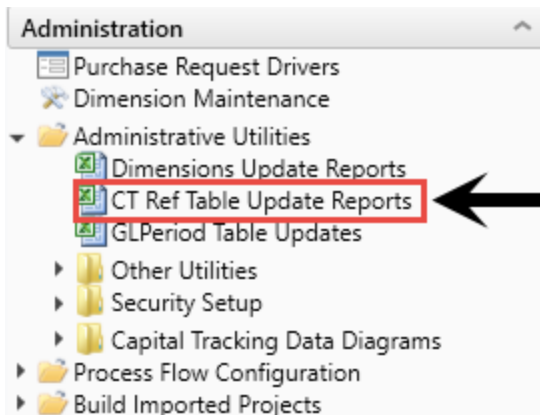 Administration
Purchase Request Drivers
Dimension Maintenance
Administrative Utilities
Dimensions Update Reports
CT Ref Table Update Reports
GLPeriod Table Updates
Other Utilities
Security Setup
Capital Tracking Data Diagrams
Process Flow Configuration
Build Imported Projects